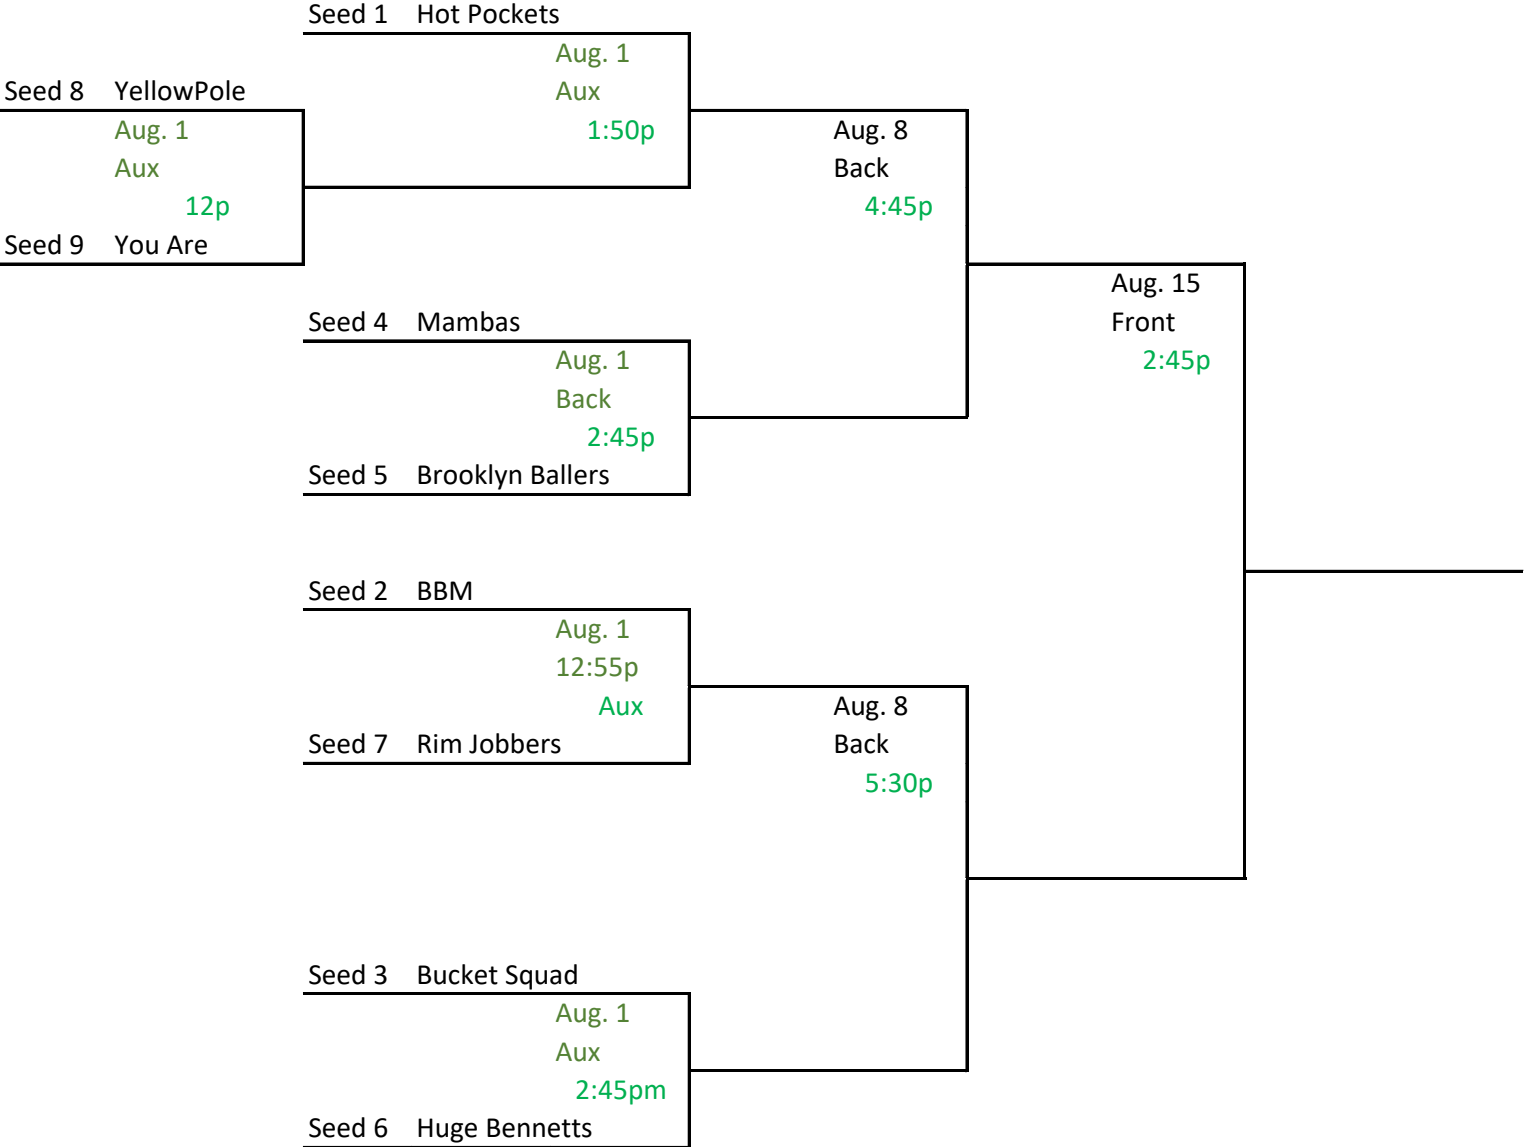 Seed 1 Hot Pockets
Aug. 1
Seed 8 YellowPole
Aux
Aug. 1
1:50p
Aug. 8
Aux
Back
12p
4:45p
Seed 9 You Are
Aug. 15
Seed 4 Mambas
Front
Aug. 1
2:45p
Back
2:45p
Seed 5 Brooklyn Ballers
Seed 2 BBM
Aug. 1
12:55p
Aux
Aug. 8
Seed 7 Rim Jobbers
Back
5:30p
Seed 3 Bucket Squad
Aug. 1
Aux
2:45pm
Seed 6 Huge Bennetts